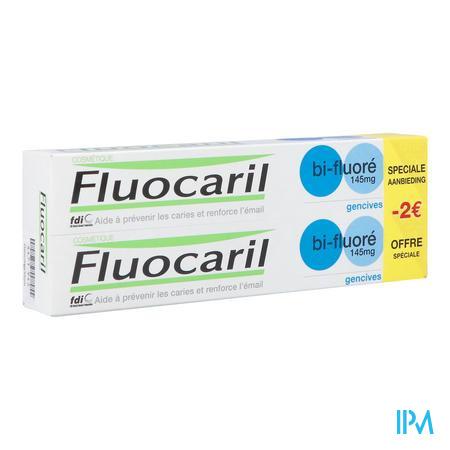 COSMÉTIQUE
Fluocaril
fdi Aide à prévenir les caries et renforce l'émail
bi-fluoré
145mg
gencives
COSMÉTIQUE
Fluocaril
fdi Aide à prévenir les caries et renforce l'émail
bi-fluoré
145mg
gencives
SPECIALE
AANBIEDING
-2€
OFFRE
SPÉCIALE
Fluocaril
IPM